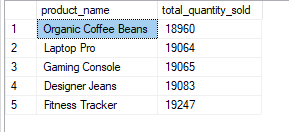 product_name total_quantity_sold
1 Organic Coffee Beans 18960
2 Laptop Pro 19064
3 Gaming Console 19065
4 Designer Jeans 19083
5 Fitness Tracker 19247